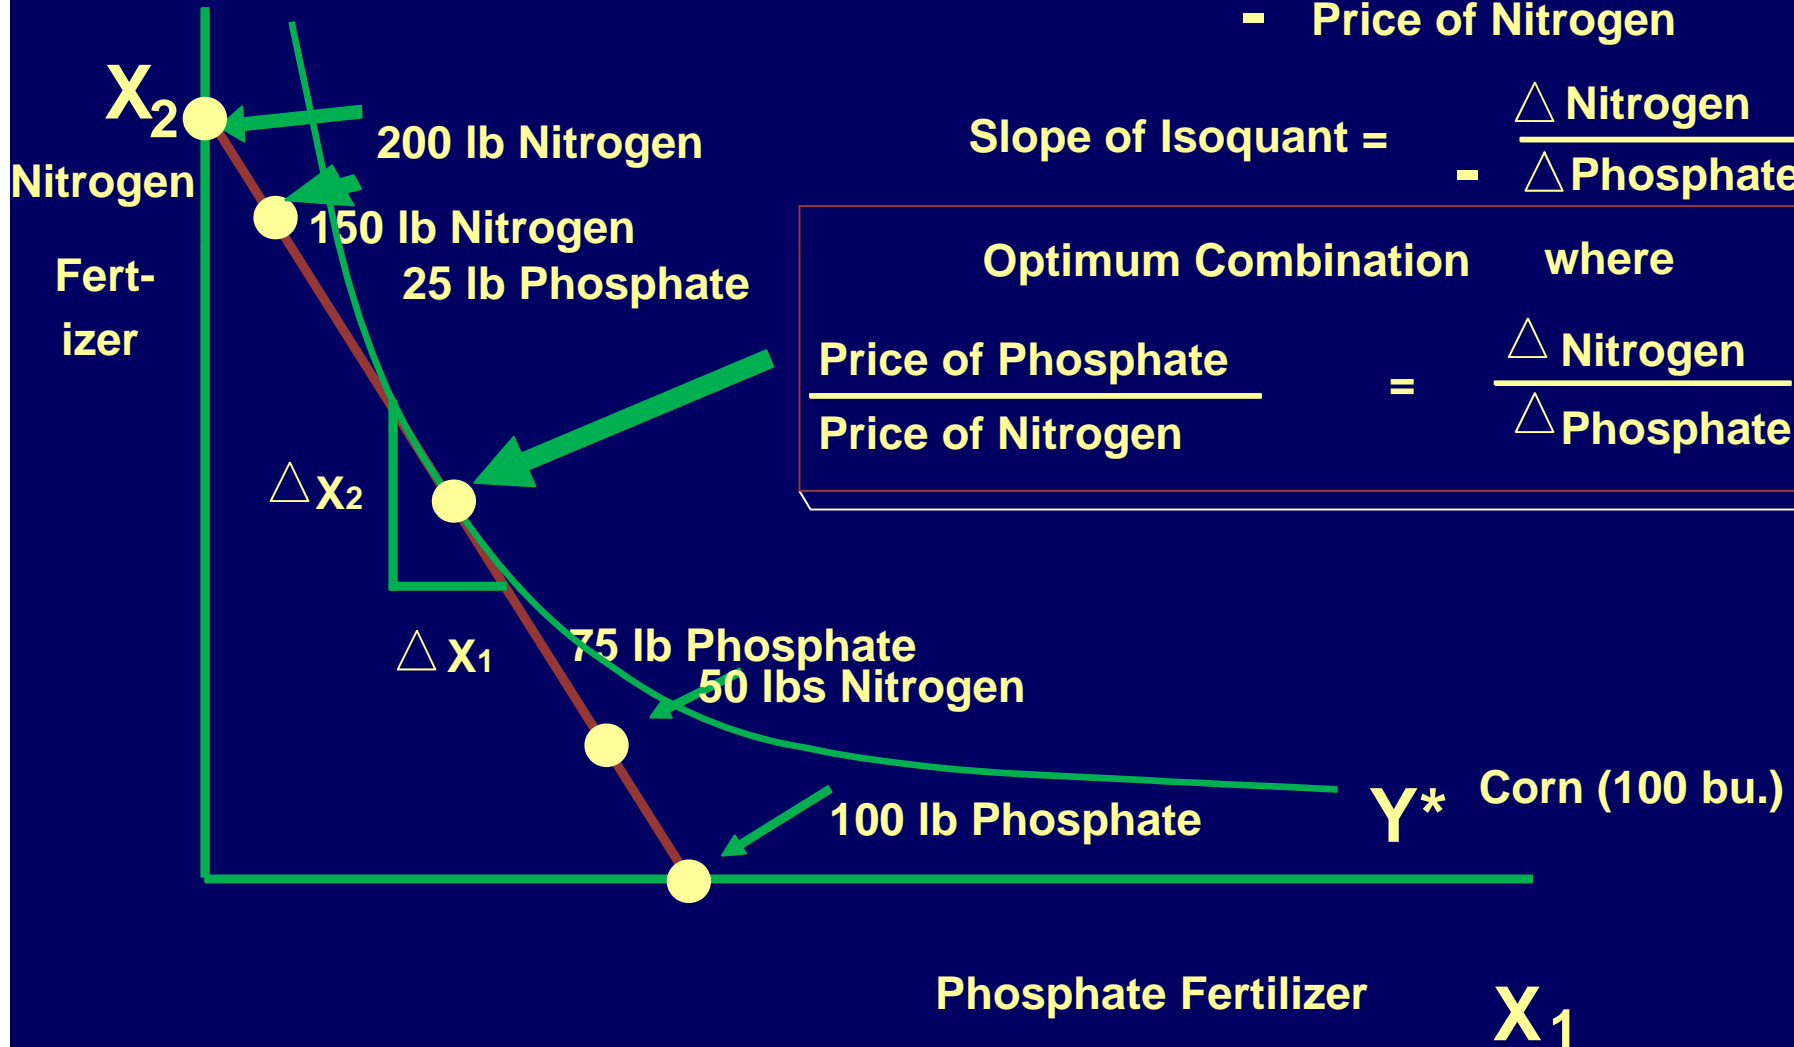 - Price of Nitrogen
X2
200 lb Nitrogen
Slope of Isoquant = - △ Nitrogen
△ Phosphate
Nitrogen
Fert-
izer
150 lb Nitrogen
25 lb Phosphate
Optimum Combination where
Price of Phosphate
Price of Nitrogen
=
△ Nitrogen
△ Phosphate
△ X2
△ X1
75 lb Phosphate
50 lbs Nitrogen
100 lb Phosphate
Y* Corn (100 bu.)
Phosphate Fertilizer X1